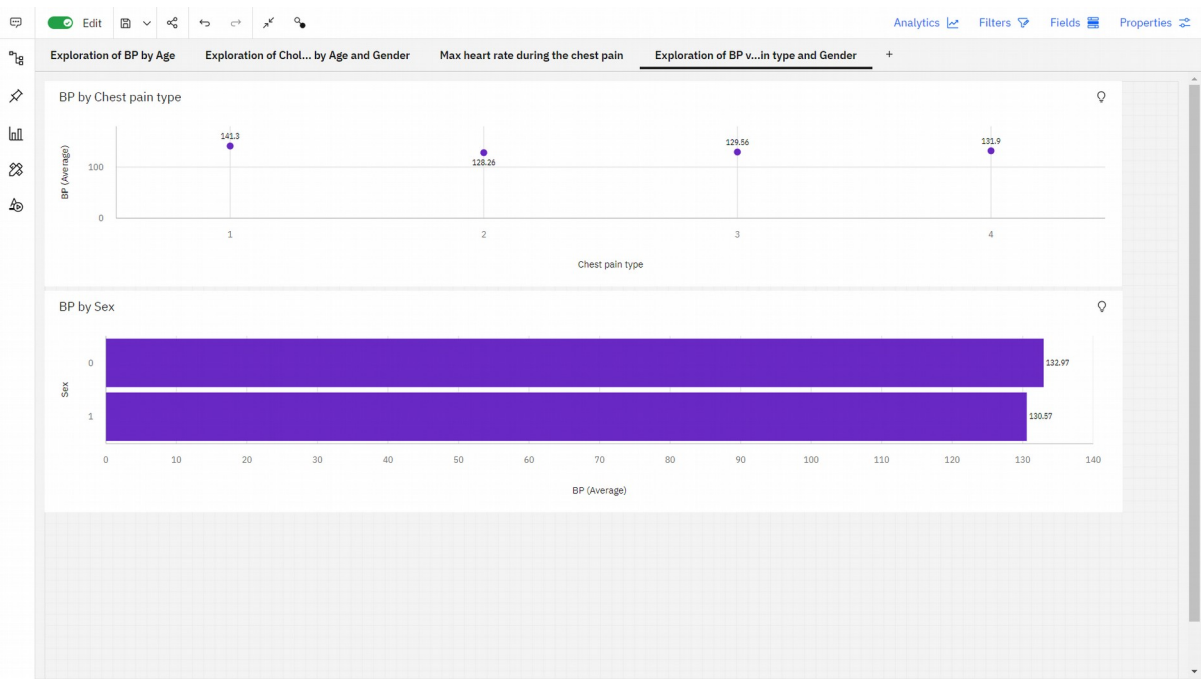 Edit
Analytics Filters Fields Properties
Exploration of BP by Age Exploration of Chol... by Age and Gender Max heart rate during the chest pain Exploration of BP v...in type and Gender +
BP by Chest pain type
BP (Average)
100
0
141.3
128.26
129.56
131.9
1 2 3 4
Chest pain type
BP by Sex
Sex
0
132.97
1
130.57
0 10 20 30 40 50 60 70 80 90 100 110 120 130 140
BP (Average)